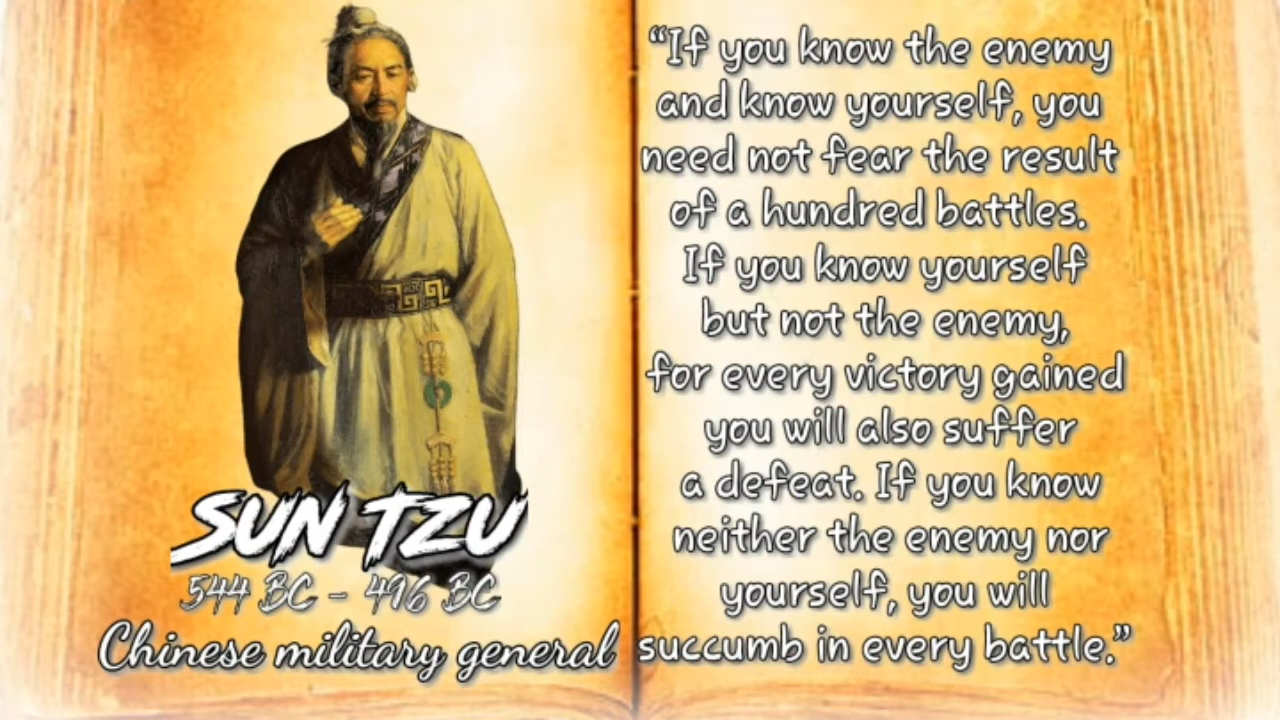 SUN TZU
544 BC - 496 BC
Chinese military general
“If you know the enemy
and know yourself, you
need not fear the result
of a hundred battles.
If you know yourself
but not the enemy,
for every victory gained
you will also suffer
a defeat. If you know
neither the enemy nor
yourself, you will
succumb in every battle.”